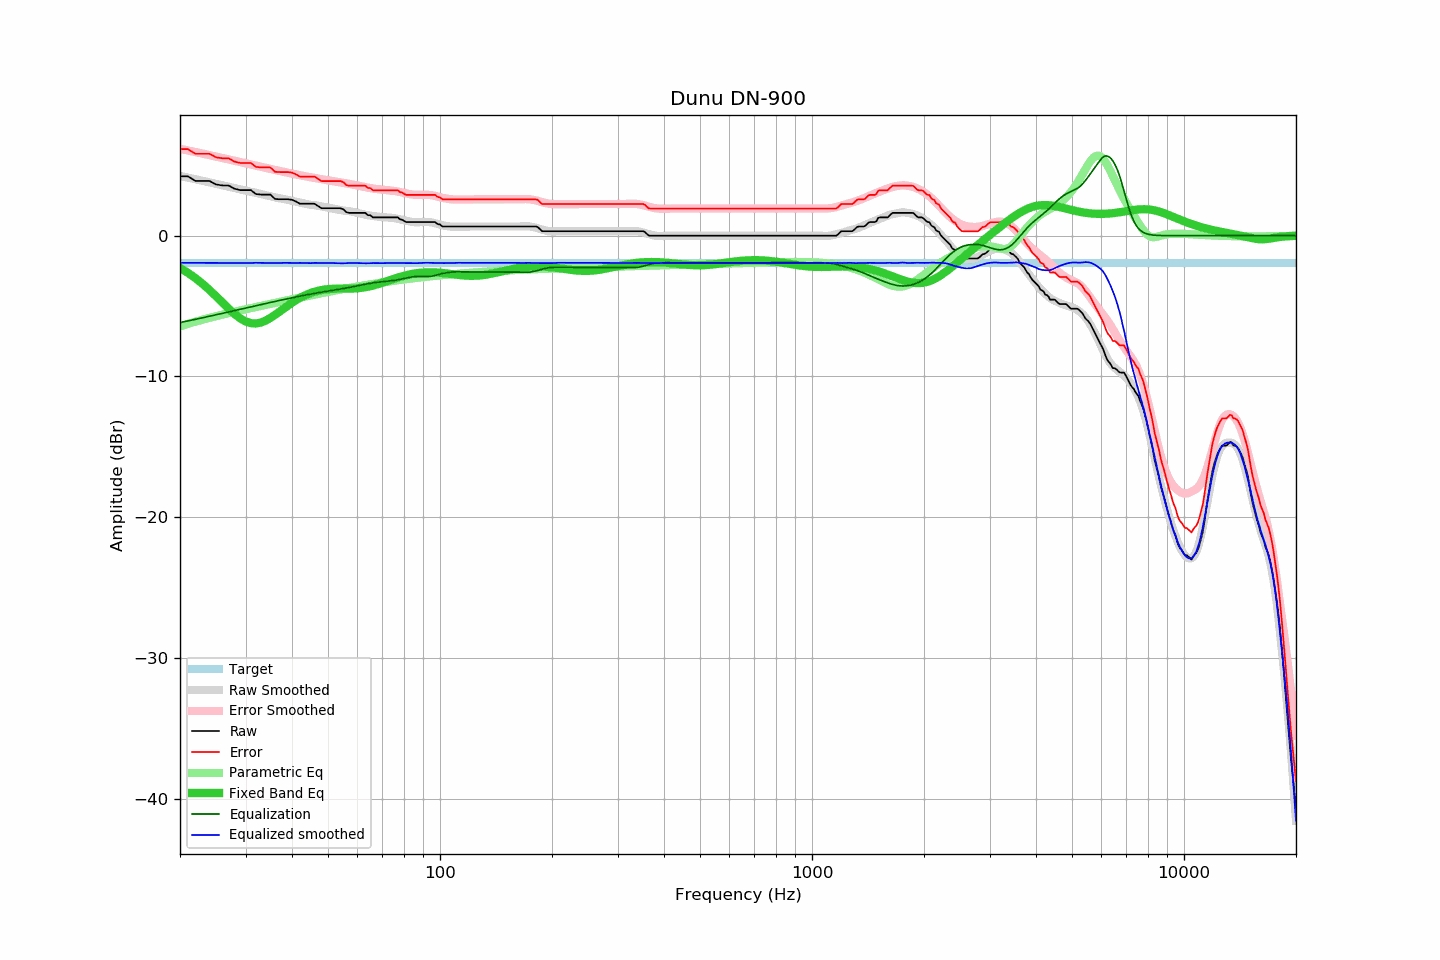 Dunu DN-900
Amplitude (dBr)
0
−10
−20
−30
−40
Target
Raw Smoothed
Error Smoothed
Raw
Error
Parametric Eq
Fixed Band Eq
Equalization
Equalized smoothed
100
1000
10000
Frequency (Hz)